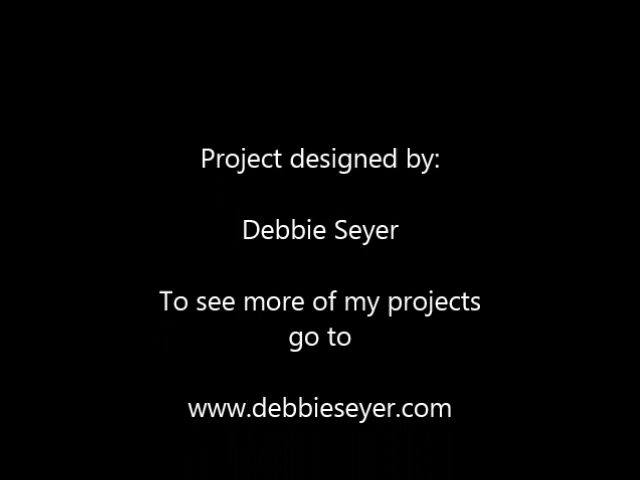 Project designed by:
Debbie Seyer
To see more of my projects
go to
www.debbieseyer.com